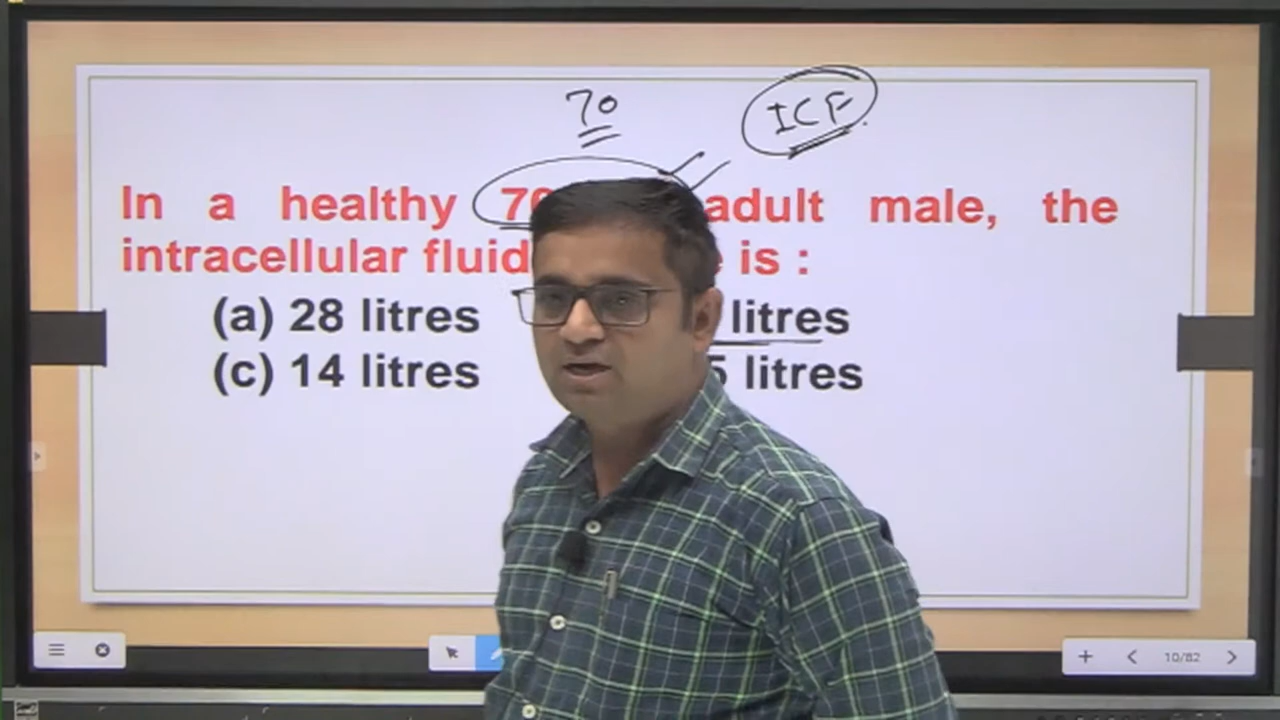 70
ICF
In a healthy 70 adult male, the
intracellular fluid is :
(a) 28 litres litres
(c) 14 litres 5 litres
10/82